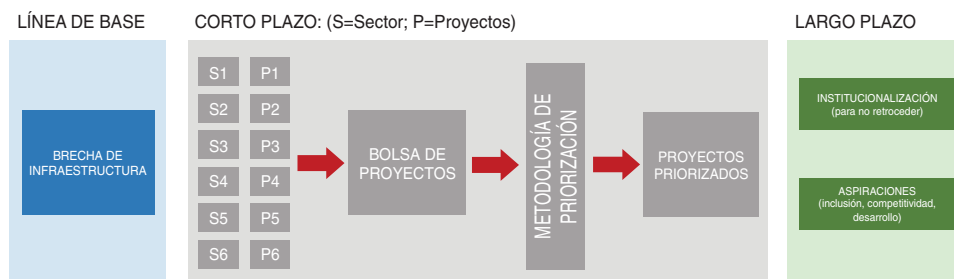 LÍNEA DE BASE
CORTO PLAZO: (S=Sector; P=Proyectos)
LARGO PLAZO
BRECHA DE
INFRAESTRUCTURA
S1 P1
S2 P2
S3 P3
S4 P4
S5 P5
S6 P6
BOLSA DE
PROYECTOS
METODOLOGÍA DE
PRIORIZACIÓN
PROYECTOS
PRIORIZADOS
INSTITUCIONALIZACIÓN
(para no retroceder)
ASPIRACIONES
(inclusión, competitividad,
desarrollo)